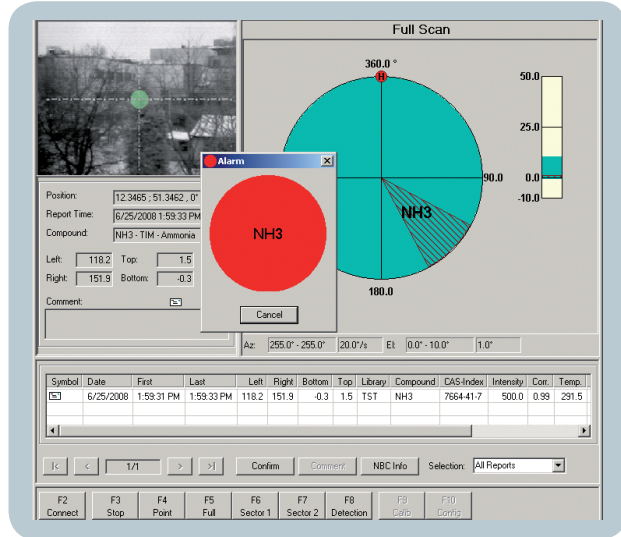 Full Scan
360.0 °
H
50.0
25.0
90.0
0.0
-10.0
NH3
180.0
Alarm
NH3
Cancel
Position: 12.3465 ; 51.3462 , 0°
Report Time: 6/25/2008 1:59:33 PM
Compound: NH3 - TIM - Ammonia
Left: 118.2 Top: 1.5
Right: 151.9 Bottom: -0.3
Comment:
Az: 255.0° - 255.0° 20.0°/s El: 0.0° - 10.0° 1.0°
Symbol Date First Last Left Right Bottom Top Library Compound CAS-Index Intensity Corr. Temp.
6/25/2008 1:59:31 PM 1:59:33 PM 118.2 151.9 -0.3 1.5 TST NH3 7664-41-7 500.0 0.99 291.5
|< < 1/1 > >| Confirm Comment NBC Info Selection: All Reports
F2 F3 F4 F5 F6 F7 F8 F9 F10
Connect Stop Point Full Sector 1 Sector 2 Detection Calib Config